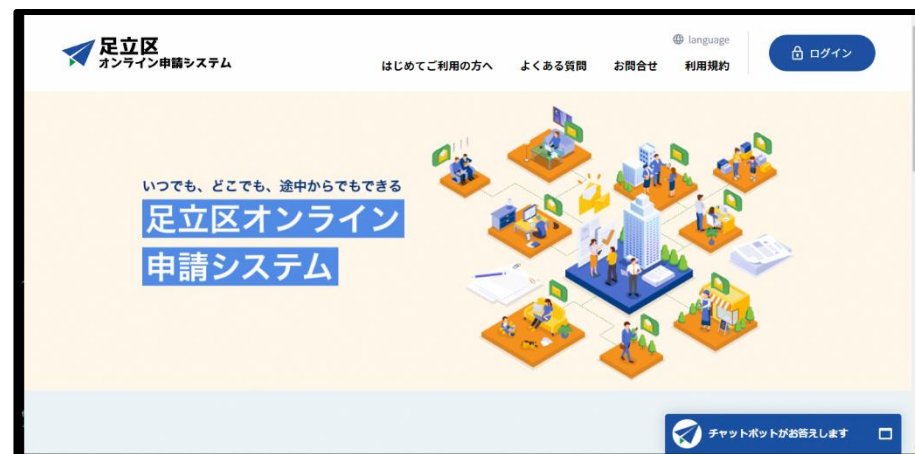 足立区
オンライン申請システム
language
はじめてご利用の方へ よくある質問 お問合せ 利用規約
ログイン
いつでも、どこでも、途中からでもできる
足立区オンライン
申請システム
チャットボットがお答えします